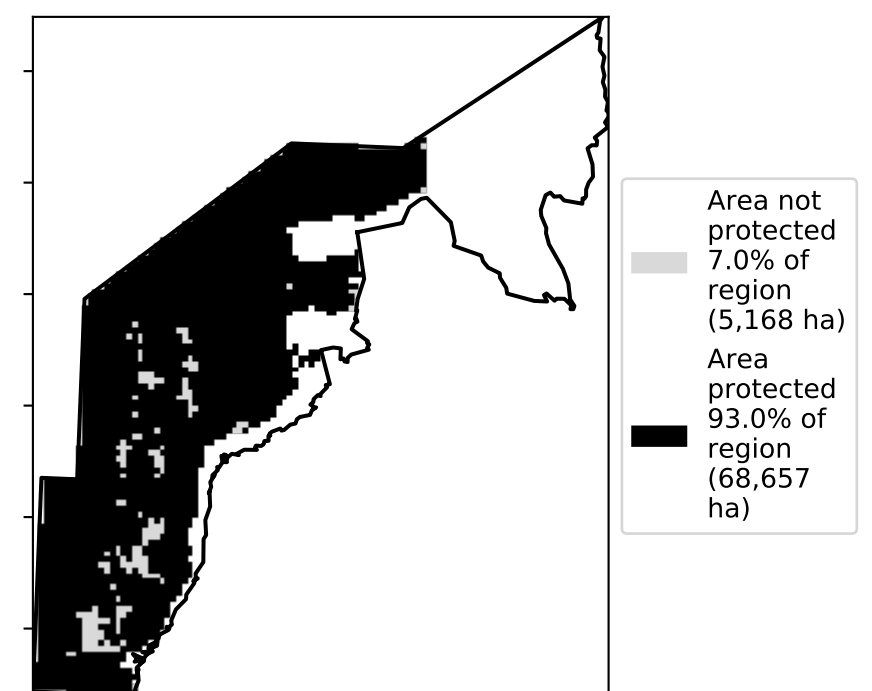 Area not
protected
7.0% of
region
(5,168 ha)
Area
protected
93.0% of
region
(68,657
ha)